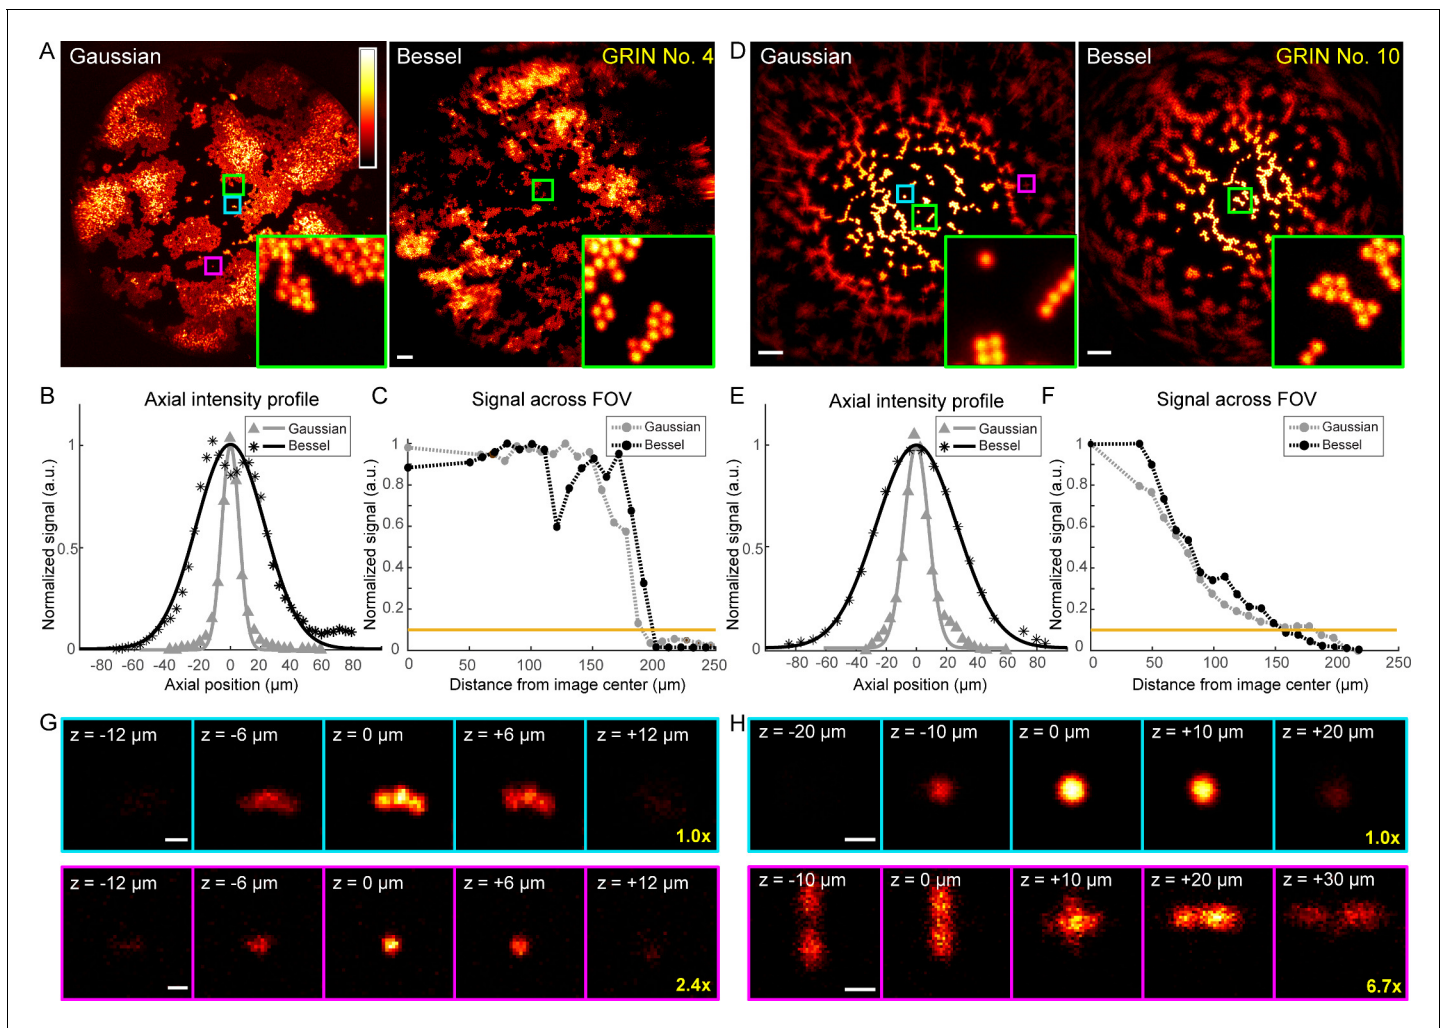 A
Gaussian
Bessel
GRIN No. 4
D
Gaussian
Bessel
GRIN No. 10
B
Axial intensity profile
Gaussian
Bessel
Normalized signal (a.u.)
1
0.5
0
-80 -60 -40 -20 0 20 40 60 80
Axial position (µm)
C
Signal across FOV
Gaussian
Bessel
Normalized signal (a.u.)
1
0.8
0.6
0.4
0.2
0
0 50 100 150 200 250
Distance from image center (µm)
E
Axial intensity profile
Gaussian
Bessel
Normalized signal (a.u.)
1
0.5
0
-80 -60 -40 -20 0 20 40 60 80
Axial position (µm)
F
Signal across FOV
Gaussian
Bessel
Normalized signal (a.u.)
1
0.8
0.6
0.4
0.2
0
0 50 100 150 200 250
Distance from image center (µm)
G
z = -12 µm
z = -6 µm
z = 0 µm
z = +6 µm
z = +12 µm
1.0x
z = -12 µm
z = -6 µm
z = 0 µm
z = +6 µm
z = +12 µm
2.4x
H
z = -20 µm
z = -10 µm
z = 0 µm
z = +10 µm
z = +20 µm
1.0x
z = -10 µm
z = 0 µm
z = +10 µm
z = +20 µm
z = +30 µm
6.7x